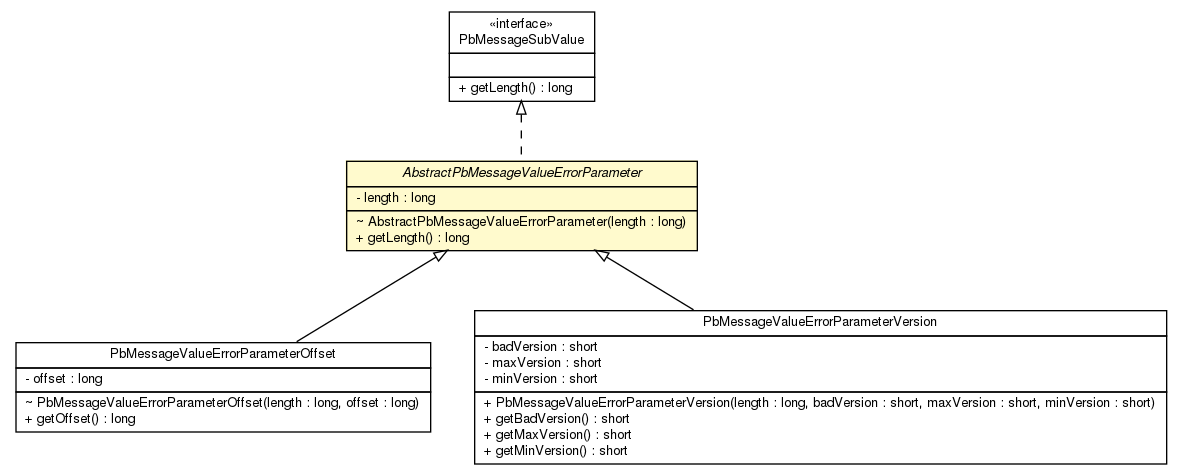 «interface»
PbMessageSubValue
+ getLength() : long
AbstractPbMessageValueErrorParameter
- length : long
~ AbstractPbMessageValueErrorParameter(length : long)
+ getLength() : long
PbMessageValueErrorParameterOffset
- offset : long
~ PbMessageValueErrorParameterOffset(length : long, offset : long)
+ getOffset() : long
PbMessageValueErrorParameterVersion
- badVersion : short
- maxVersion : short
- minVersion : short
+ PbMessageValueErrorParameterVersion(length : long, badVersion : short, maxVersion : short, minVersion : short)
+ getBadVersion() : short
+ getMaxVersion() : short
+ getMinVersion() : short